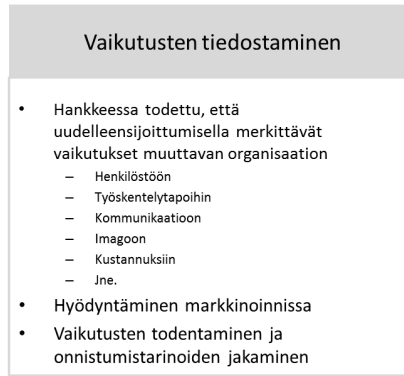 Vaikutusten tiedostaminen
• Hankkeessa todettu, että
uudelleensijoittumisella merkittävät
vaikutukset muuttavan organisaation
– Henkilöstöön
– Työskentelytapoihin
– Kommunikaatioon
– Imagoon
– Kustannuksiin
– Jne.
• Hyödyntäminen markkinoinnissa
• Vaikutusten todentaminen ja
onnistumistarinoiden jakaminen